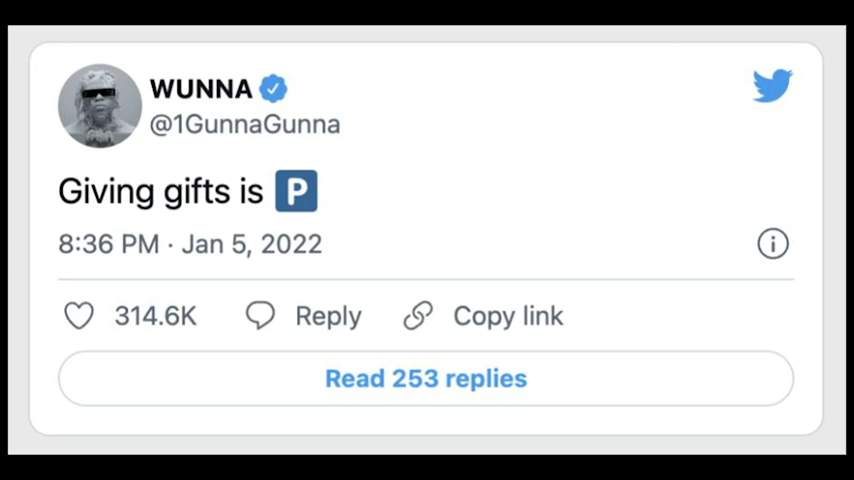 WUNNA
@1GunnaGunna
Giving gifts is 🅿️
8:36 PM · Jan 5, 2022
314.6K Reply Copy link
Read 253 replies